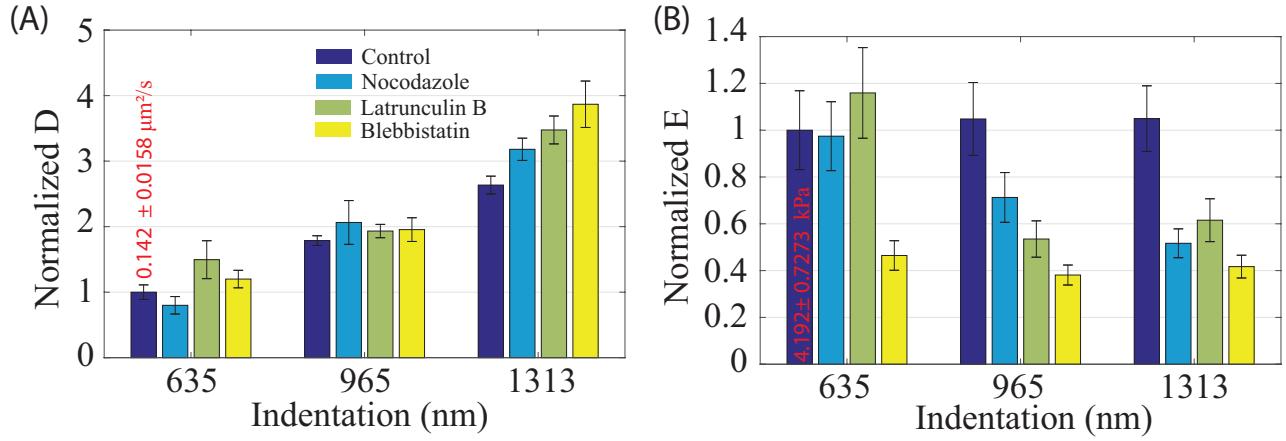 (A)
Normalized D
5
4
3
2
1
0
0.142 ± 0.0158 μm²/s
Control
Nocodazole
Latrunculin B
Blebbistatin
635
965
1313
Indentation (nm)
(B)
Normalized E
1.4
1.2
1
0.8
0.6
0.4
0.2
0
4.192± 0.7273 kPa
635
965
1313
Indentation (nm)